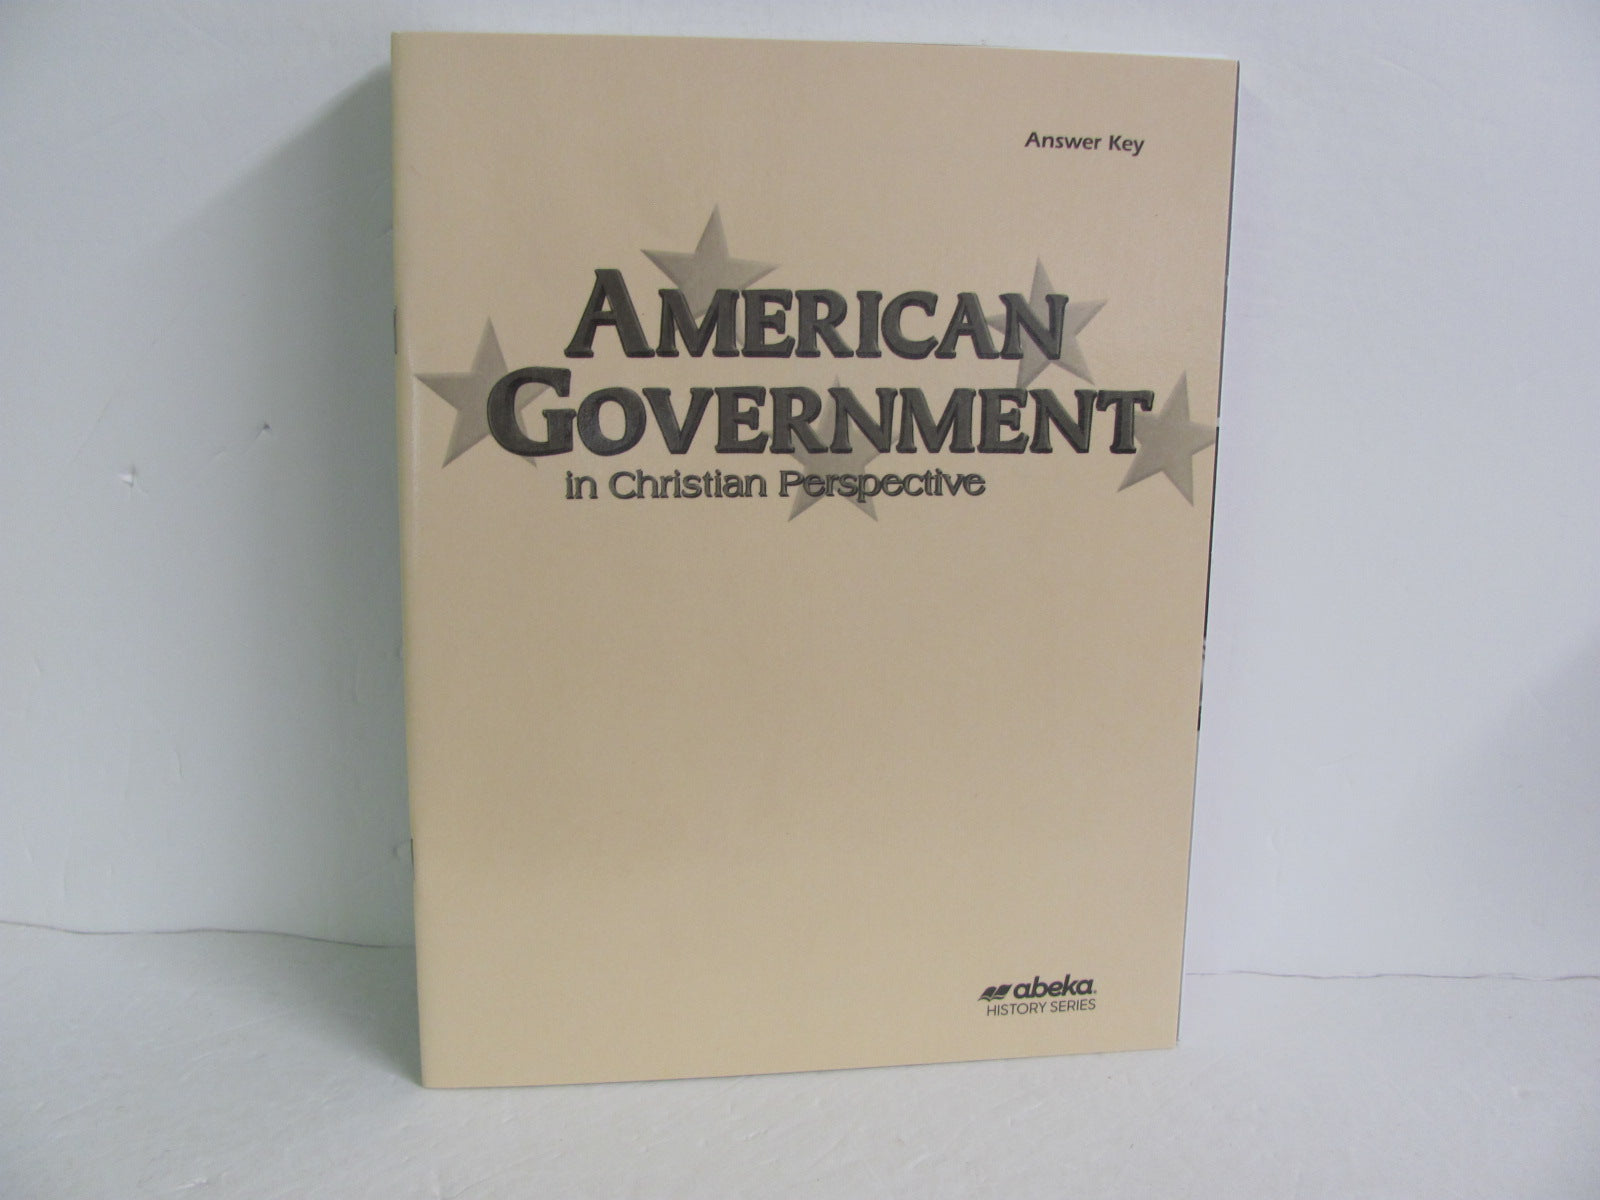 Answer Key
AMERICAN
GOVERNMENT
in Christian Perspective
abeka
HISTORY SERIES